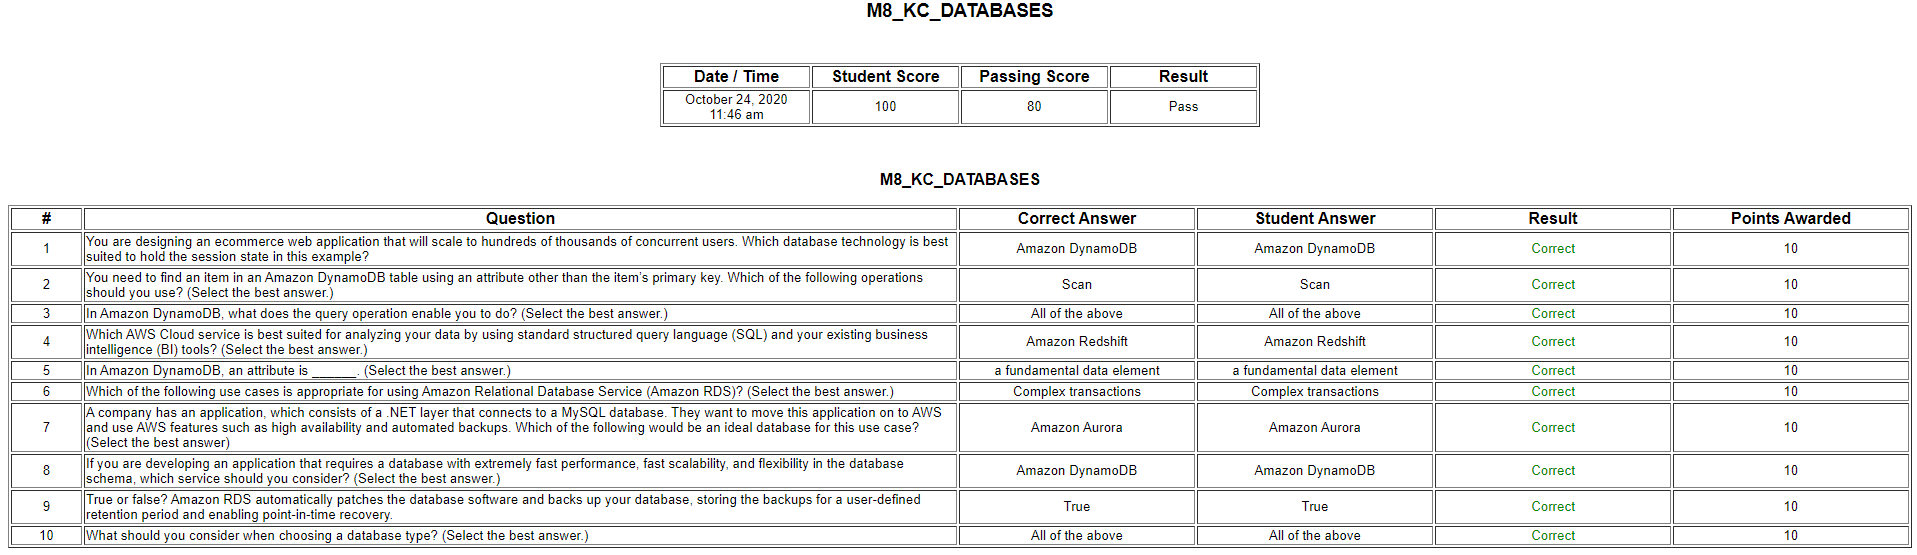 M8_KC_DATABASES
Date / Time Student Score Passing Score Result
October 24, 2020
11:46 am 100 80 Pass
M8_KC_DATABASES
# Question Correct Answer Student Answer Result Points Awarded
1 You are designing an ecommerce web application that will scale to hundreds of thousands of concurrent users. Which database technology is best
suited to hold the session state in this example? Amazon DynamoDB Amazon DynamoDB Correct 10
2 You need to find an item in an Amazon DynamoDB table using an attribute other than the item's primary key. Which of the following operations
should you use? (Select the best answer.) Scan Scan Correct 10
3 In Amazon DynamoDB, what does the query operation enable you to do? (Select the best answer.) All of the above All of the above Correct 10
4 Which AWS Cloud service is best suited for analyzing your data by using standard structured query language (SQL) and your existing business
intelligence (BI) tools? (Select the best answer.) Amazon Redshift Amazon Redshift Correct 10
5 In Amazon DynamoDB, an attribute is ______. (Select the best answer.) a fundamental data element a fundamental data element Correct 10
6 Which of the following use cases is appropriate for using Amazon Relational Database Service (Amazon RDS)? (Select the best answer.) Complex transactions Complex transactions Correct 10
7 A company has an application, which consists of a .NET layer that connects to a MySQL database. They want to move this application on to AWS
and use AWS features such as high availability and automated backups. Which of the following would be an ideal database for this use case?
(Select the best answer) Amazon Aurora Amazon Aurora Correct 10
8 If you are developing an application that requires a database with extremely fast performance, fast scalability, and flexibility in the database
schema, which service should you consider? (Select the best answer.) Amazon DynamoDB Amazon DynamoDB Correct 10
9 True or false? Amazon RDS automatically patches the database software and backs up your database, storing the backups for a user-defined
retention period and enabling point-in-time recovery. True True Correct 10
10 What should you consider when choosing a database type? (Select the best answer.) All of the above All of the above Correct 10